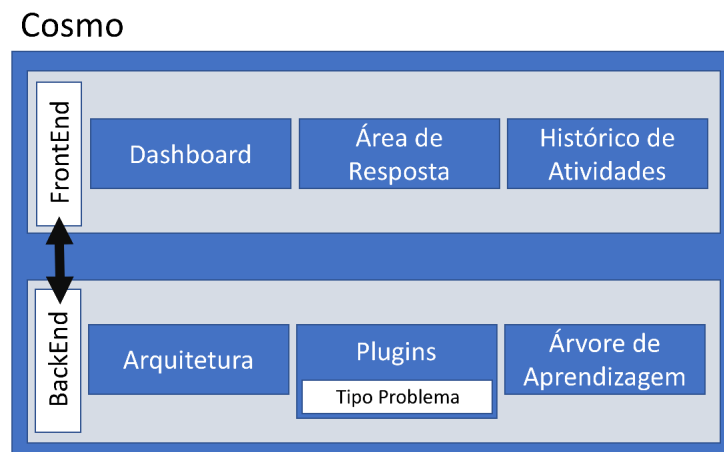 Cosmo
FrontEnd
Dashboard
Área de
Resposta
Histórico de
Atividades
BackEnd
Arquitetura
Plugins
Tipo Problema
Árvore de
Aprendizagem